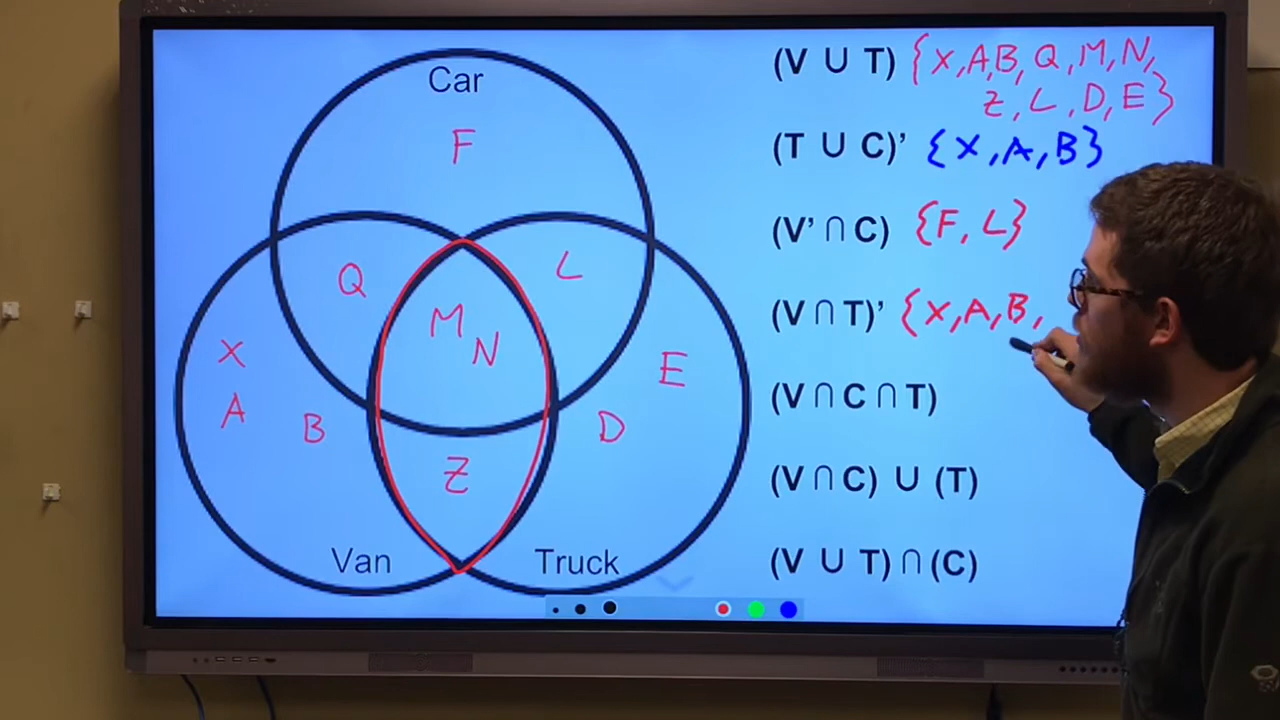 Car
F
Q
L
M
N
X
E
A
B
D
Z
Van
Truck
(V ∪ T) {X,A,B,Q,M,N,
Z,L,D,E}
(T ∪ C)’ {X,A,B}
(V’ ∩ C) {F,L}
(V ∩ T)’ {X,A,B,
(V ∩ C ∩ T)
(V ∩ C) ∪ (T)
(V ∪ T) ∩ (C)